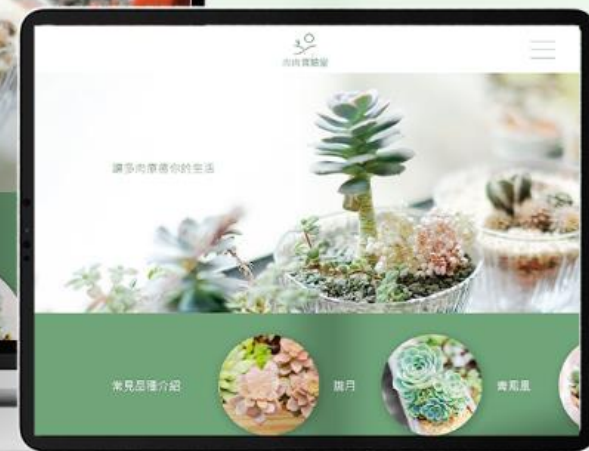 肉肉實驗室
讓多肉療癒你的生活
常見品種介紹
朧月
青鳳凰